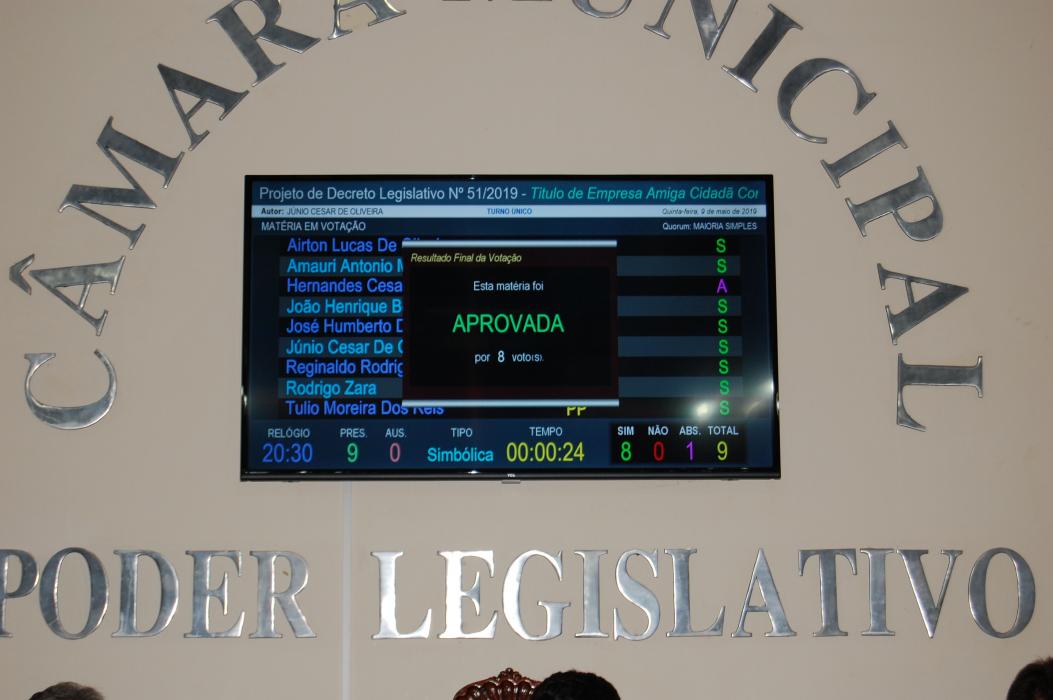 CÂMARA MUNICIPAL
Projeto de Decreto Legislativo Nº 51/2019 - Titulo de Empresa Amiga Cidadã Con
Autor: JÚNIO CESAR DE OLIVEIRA TURNO ÚNICO Quinta-feira, 9 de maio de 2019
MATÉRIA EM VOTAÇÃO Quorum: MAIORIA SIMPLES
Airton Lucas De S
Amauri Antonio S
Hernandes Cesa A
João Henrique B S
José Humberto D S
Júnio Cesar De S
Reginaldo Rodrig S
Rodrigo Zara S
Tulio Moreira Dos Reis PP S
Resultado Final da Votação
Esta matéria foi
APROVADA
por 8 voto(s).
RELÓGIO PRES. AUS. TIPO TEMPO SIM NÃO ABS. TOTAL
20:30 9 0 Simbólica 00:00:24 8 0 1 9
TCL
PODER LEGISLATIVO